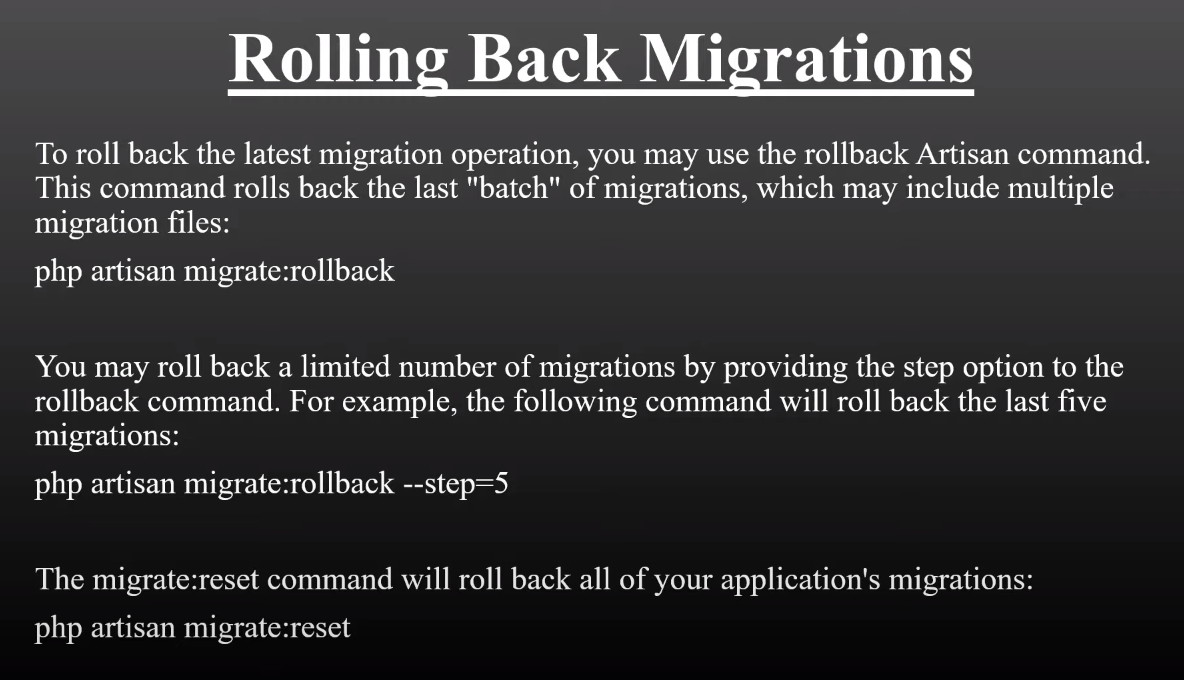 Rolling Back Migrations
To roll back the latest migration operation, you may use the rollback Artisan command.
This command rolls back the last "batch" of migrations, which may include multiple
migration files:
php artisan migrate:rollback
You may roll back a limited number of migrations by providing the step option to the
rollback command. For example, the following command will roll back the last five
migrations:
php artisan migrate:rollback --step=5
The migrate:reset command will roll back all of your application's migrations:
php artisan migrate:reset